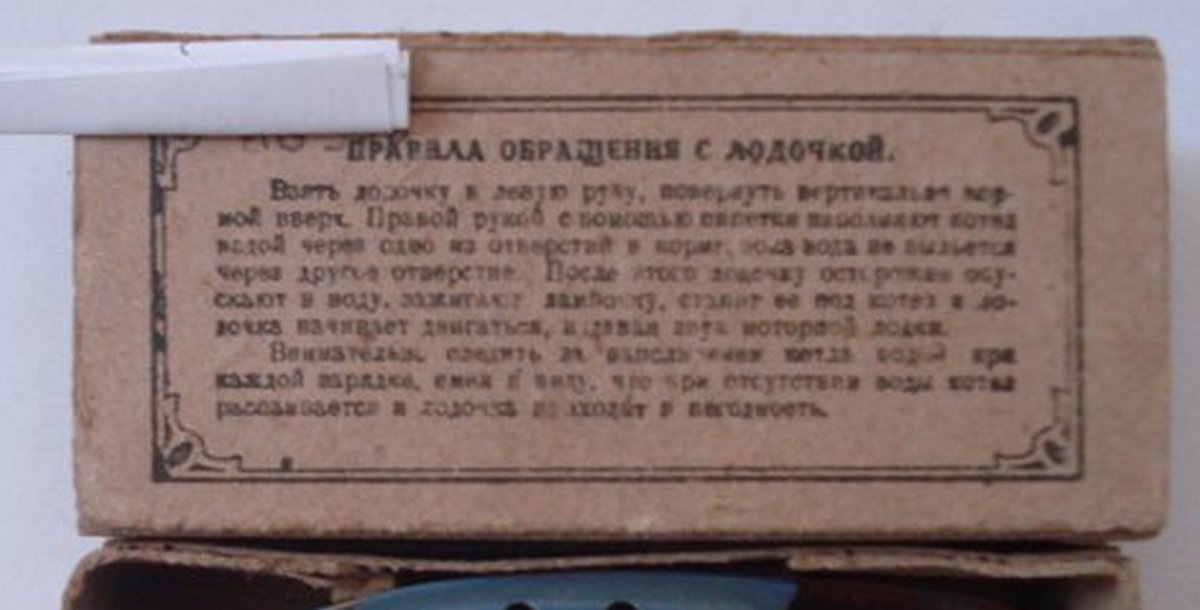 ПРАВИЛА ОБРАЩЕНИЯ С ЛОДОЧКОЙ.
Взять лодочку в левую руку, повернуть вертикально кор-
мой вверх. Правой рукой с помощью пипетки наполняют котел
водой через одно из отверстий в корме, пока вода не выльется
через другое отверстие. После этого лодочку осторожно опу-
скают в воду, зажигают лампочку, ставят ее под котел и ло-
дочка начинает двигаться, издавая звук моторной лодки.
Внимательно следить за наполнением котла водой при
каждой зарядке, имея в виду, что при отсутствии воды котел
распаивается и лодочка приходит в негодность.